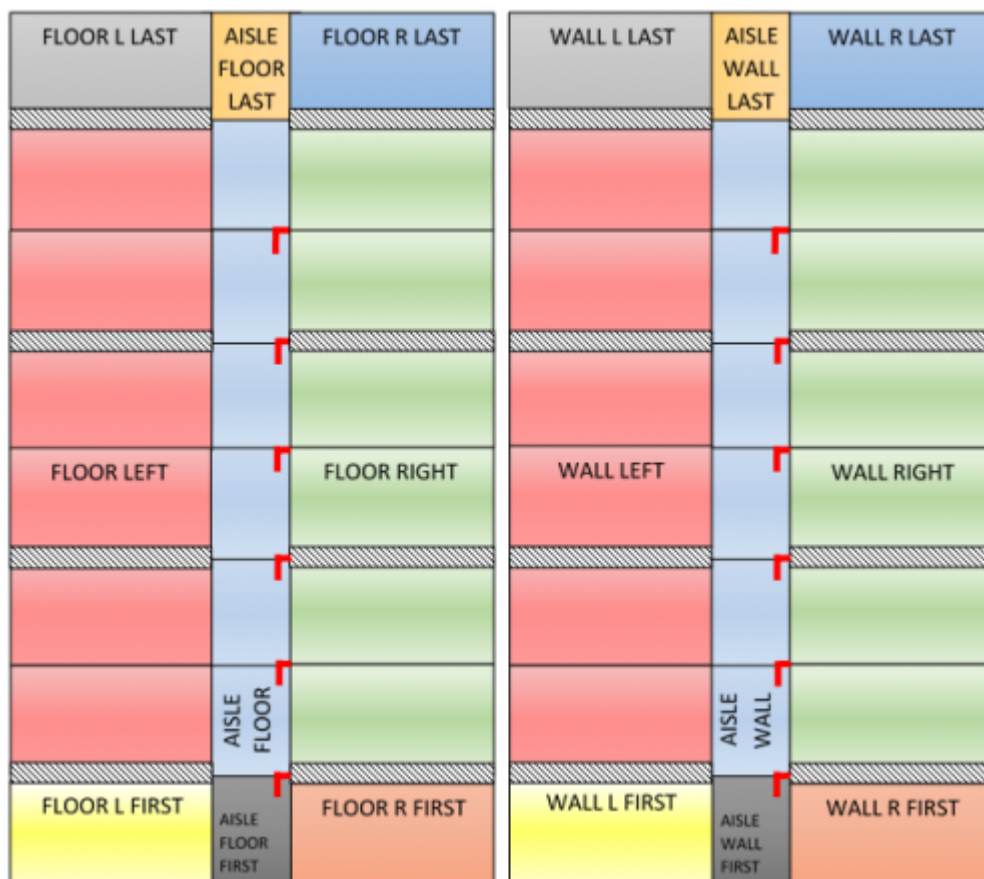 FLOOR L LAST
AISLE
FLOOR
LAST
FLOOR R LAST
FLOOR LEFT
FLOOR RIGHT
AISLE
FLOOR
FLOOR L FIRST
AISLE
FLOOR
FIRST
FLOOR R FIRST
WALL L LAST
AISLE
WALL
LAST
WALL R LAST
WALL LEFT
WALL RIGHT
AISLE
WALL
WALL L FIRST
AISLE
WALL
FIRST
WALL R FIRST